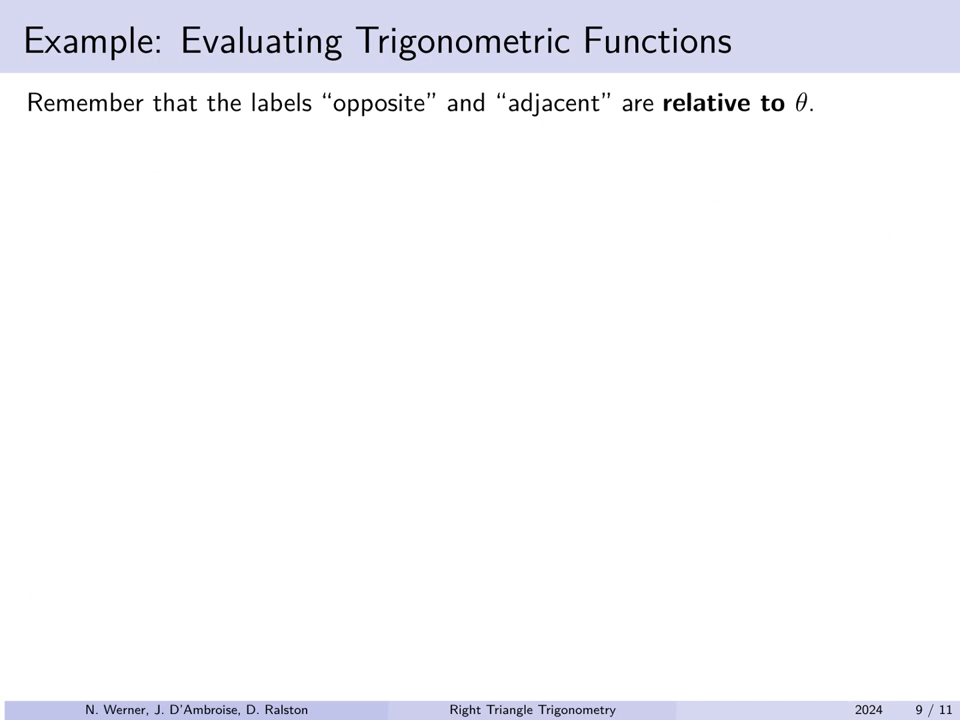 Example: Evaluating Trigonometric Functions
Remember that the labels “opposite” and “adjacent” are relative to θ.
N. Werner, J. D'Ambroise, D. Ralston Right Triangle Trigonometry 2024 9 / 11